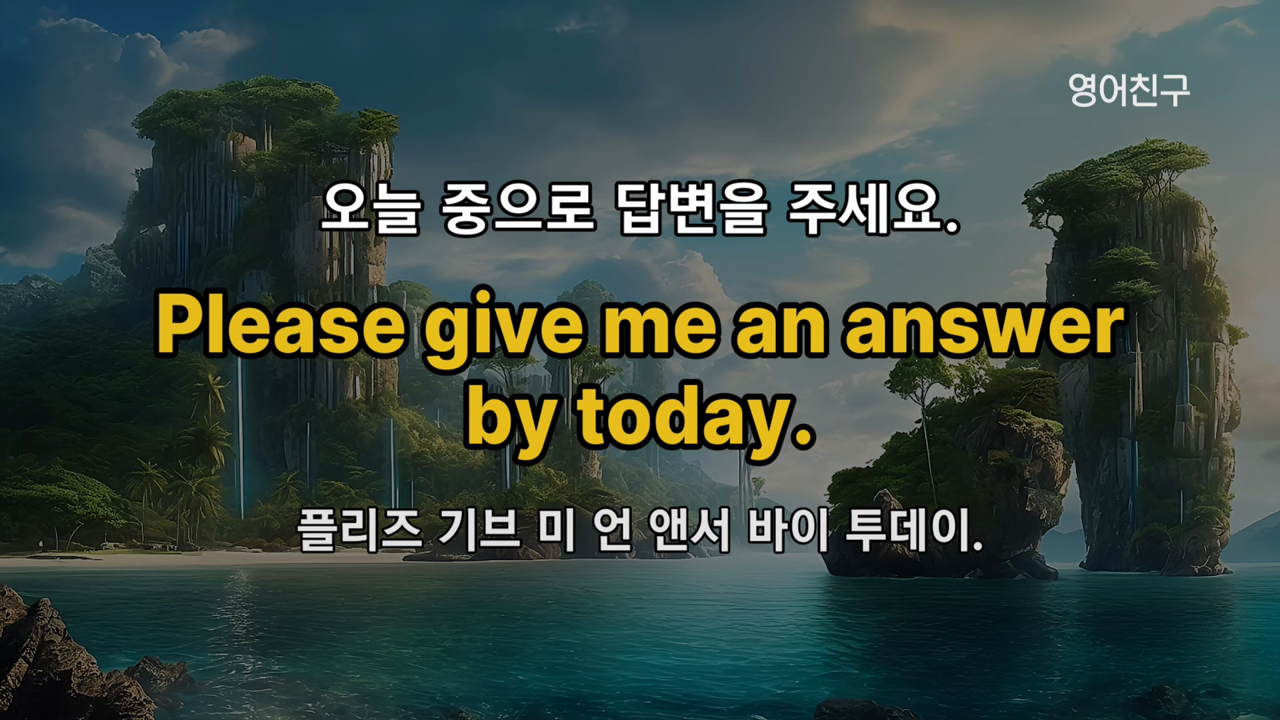 영어친구
오늘 중으로 답변을 주세요.
Please give me an answer
by today.
플리즈 기브 미 언 앤서 바이 투데이.